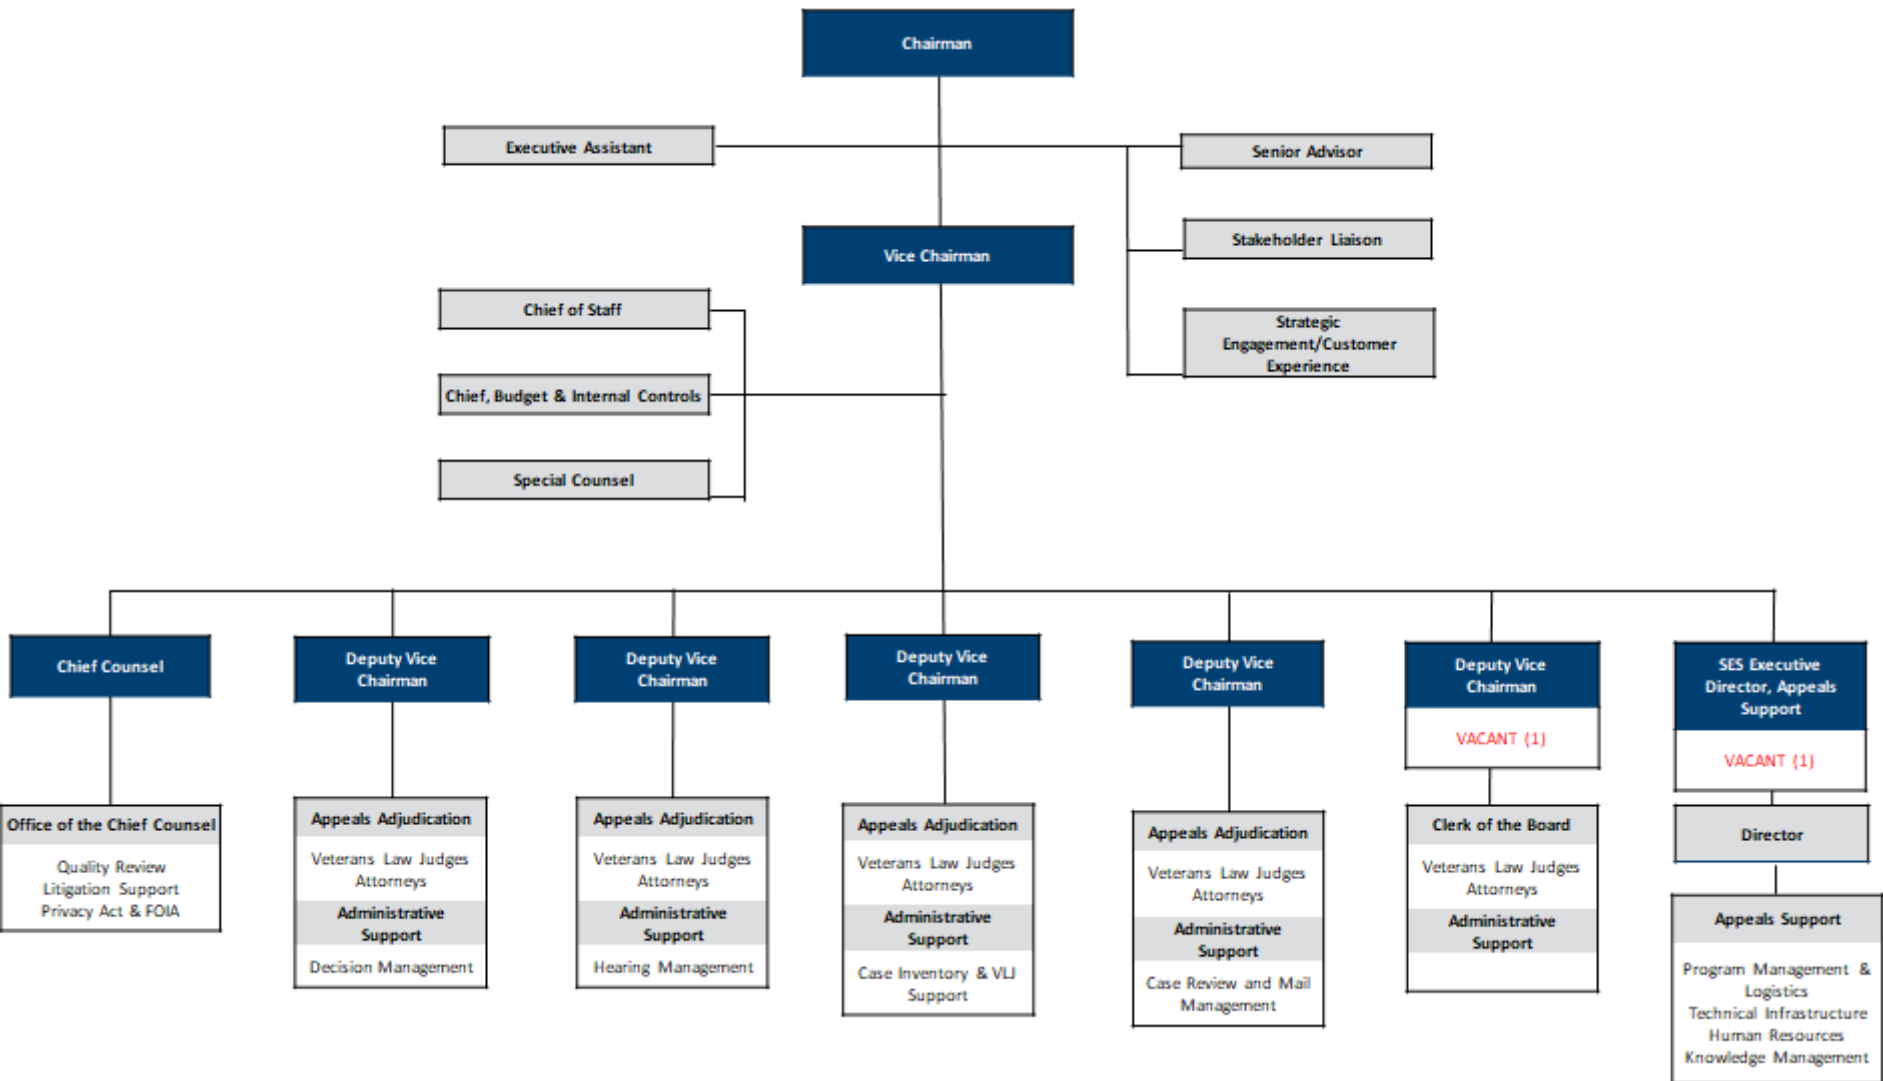 Chairman
Executive Assistant
Senior Advisor
Stakeholder Liaison
Vice Chairman
Chief of Staff
Strategic
Engagement/Customer
Experience
Chief, Budget & Internal Controls
Special Counsel
Chief Counsel
Office of the Chief Counsel
Quality Review
Litigation Support
Privacy Act & FOIA
Deputy Vice
Chairman
Appeals Adjudication
Veterans Law Judges
Attorneys
Administrative
Support
Decision Management
Deputy Vice
Chairman
Appeals Adjudication
Veterans Law Judges
Attorneys
Administrative
Support
Hearing Management
Deputy Vice
Chairman
Appeals Adjudication
Veterans Law Judges
Attorneys
Administrative
Support
Case Inventory & VLJ
Support
Deputy Vice
Chairman
Appeals Adjudication
Veterans Law Judges
Attorneys
Administrative
Support
Case Review and Mail
Management
Deputy Vice
Chairman
VACANT (1)
Clerk of the Board
Veterans Law Judges
Attorneys
Administrative
Support
SES Executive
Director, Appeals
Support
VACANT (1)
Director
Appeals Support
Program Management &
Logistics
Technical Infrastructure
Human Resources
Knowledge Management